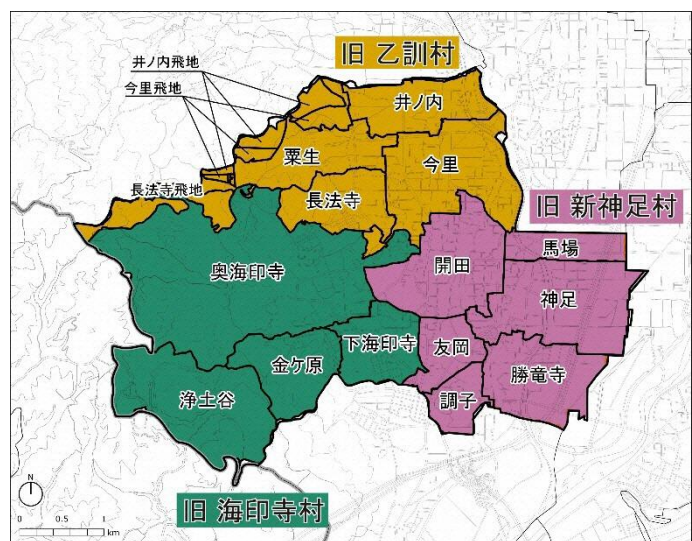 旧 乙訓村
井ノ内飛地
今里飛地
井ノ内
粟生
今里
長法寺飛地
長法寺
旧 新神足村
馬場
開田
奥海印寺
神足
下海印寺
友岡
金ケ原
勝竜寺
浄土谷
調子
旧 海印寺村
N
0 0.5 1
km